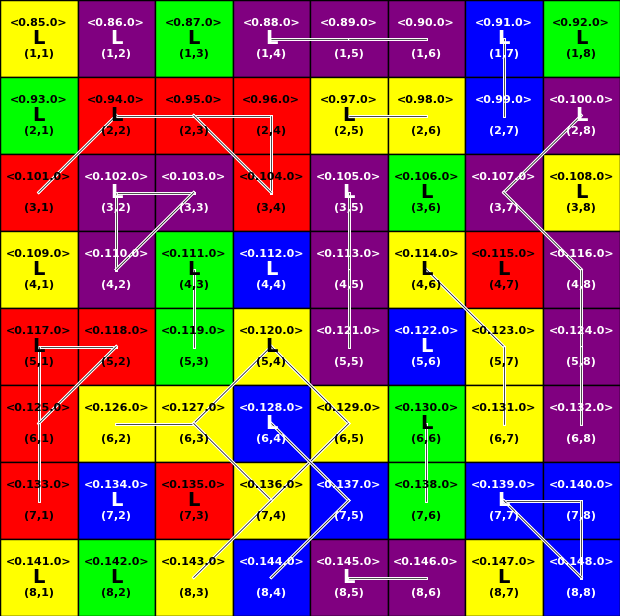 <0.85.0> <0.86.0> <0.87.0> <0.88.0> <0.89.0> <0.90.0> <0.91.0> <0.92.0>
L L L L L L
(1,1) (1,2) (1,3) (1,4) (1,5) (1,6) (1,7) (1,8)
<0.93.0> <0.94.0> <0.95.0> <0.96.0> <0.97.0> <0.98.0> <0.99.0> <0.100.0>
L L L L
(2,1) (2,2) (2,3) (2,4) (2,5) (2,6) (2,7) (2,8)
<0.101.0> <0.102.0> <0.103.0> <0.104.0> <0.105.0> <0.106.0> <0.107.0> <0.108.0>
L L L L
(3,1) (3,2) (3,3) (3,4) (3,5) (3,6) (3,7) (3,8)
<0.109.0> <0.110.0> <0.111.0> <0.112.0> <0.113.0> <0.114.0> <0.115.0> <0.116.0>
L L L L L
(4,1) (4,2) (4,3) (4,4) (4,5) (4,6) (4,7) (4,8)
<0.117.0> <0.118.0> <0.119.0> <0.120.0> <0.121.0> <0.122.0> <0.123.0> <0.124.0>
L L L
(5,1) (5,2) (5,3) (5,4) (5,5) (5,6) (5,7) (5,8)
<0.125.0> <0.126.0> <0.127.0> <0.128.0> <0.129.0> <0.130.0> <0.131.0> <0.132.0>
L L
(6,1) (6,2) (6,3) (6,4) (6,5) (6,6) (6,7) (6,8)
<0.133.0> <0.134.0> <0.135.0> <0.136.0> <0.137.0> <0.138.0> <0.139.0> <0.140.0>
L L L
(7,1) (7,2) (7,3) (7,4) (7,5) (7,6) (7,7) (7,8)
<0.141.0> <0.142.0> <0.143.0> <0.144.0> <0.145.0> <0.146.0> <0.147.0> <0.148.0>
L L L L
(8,1) (8,2) (8,3) (8,4) (8,5) (8,6) (8,7) (8,8)